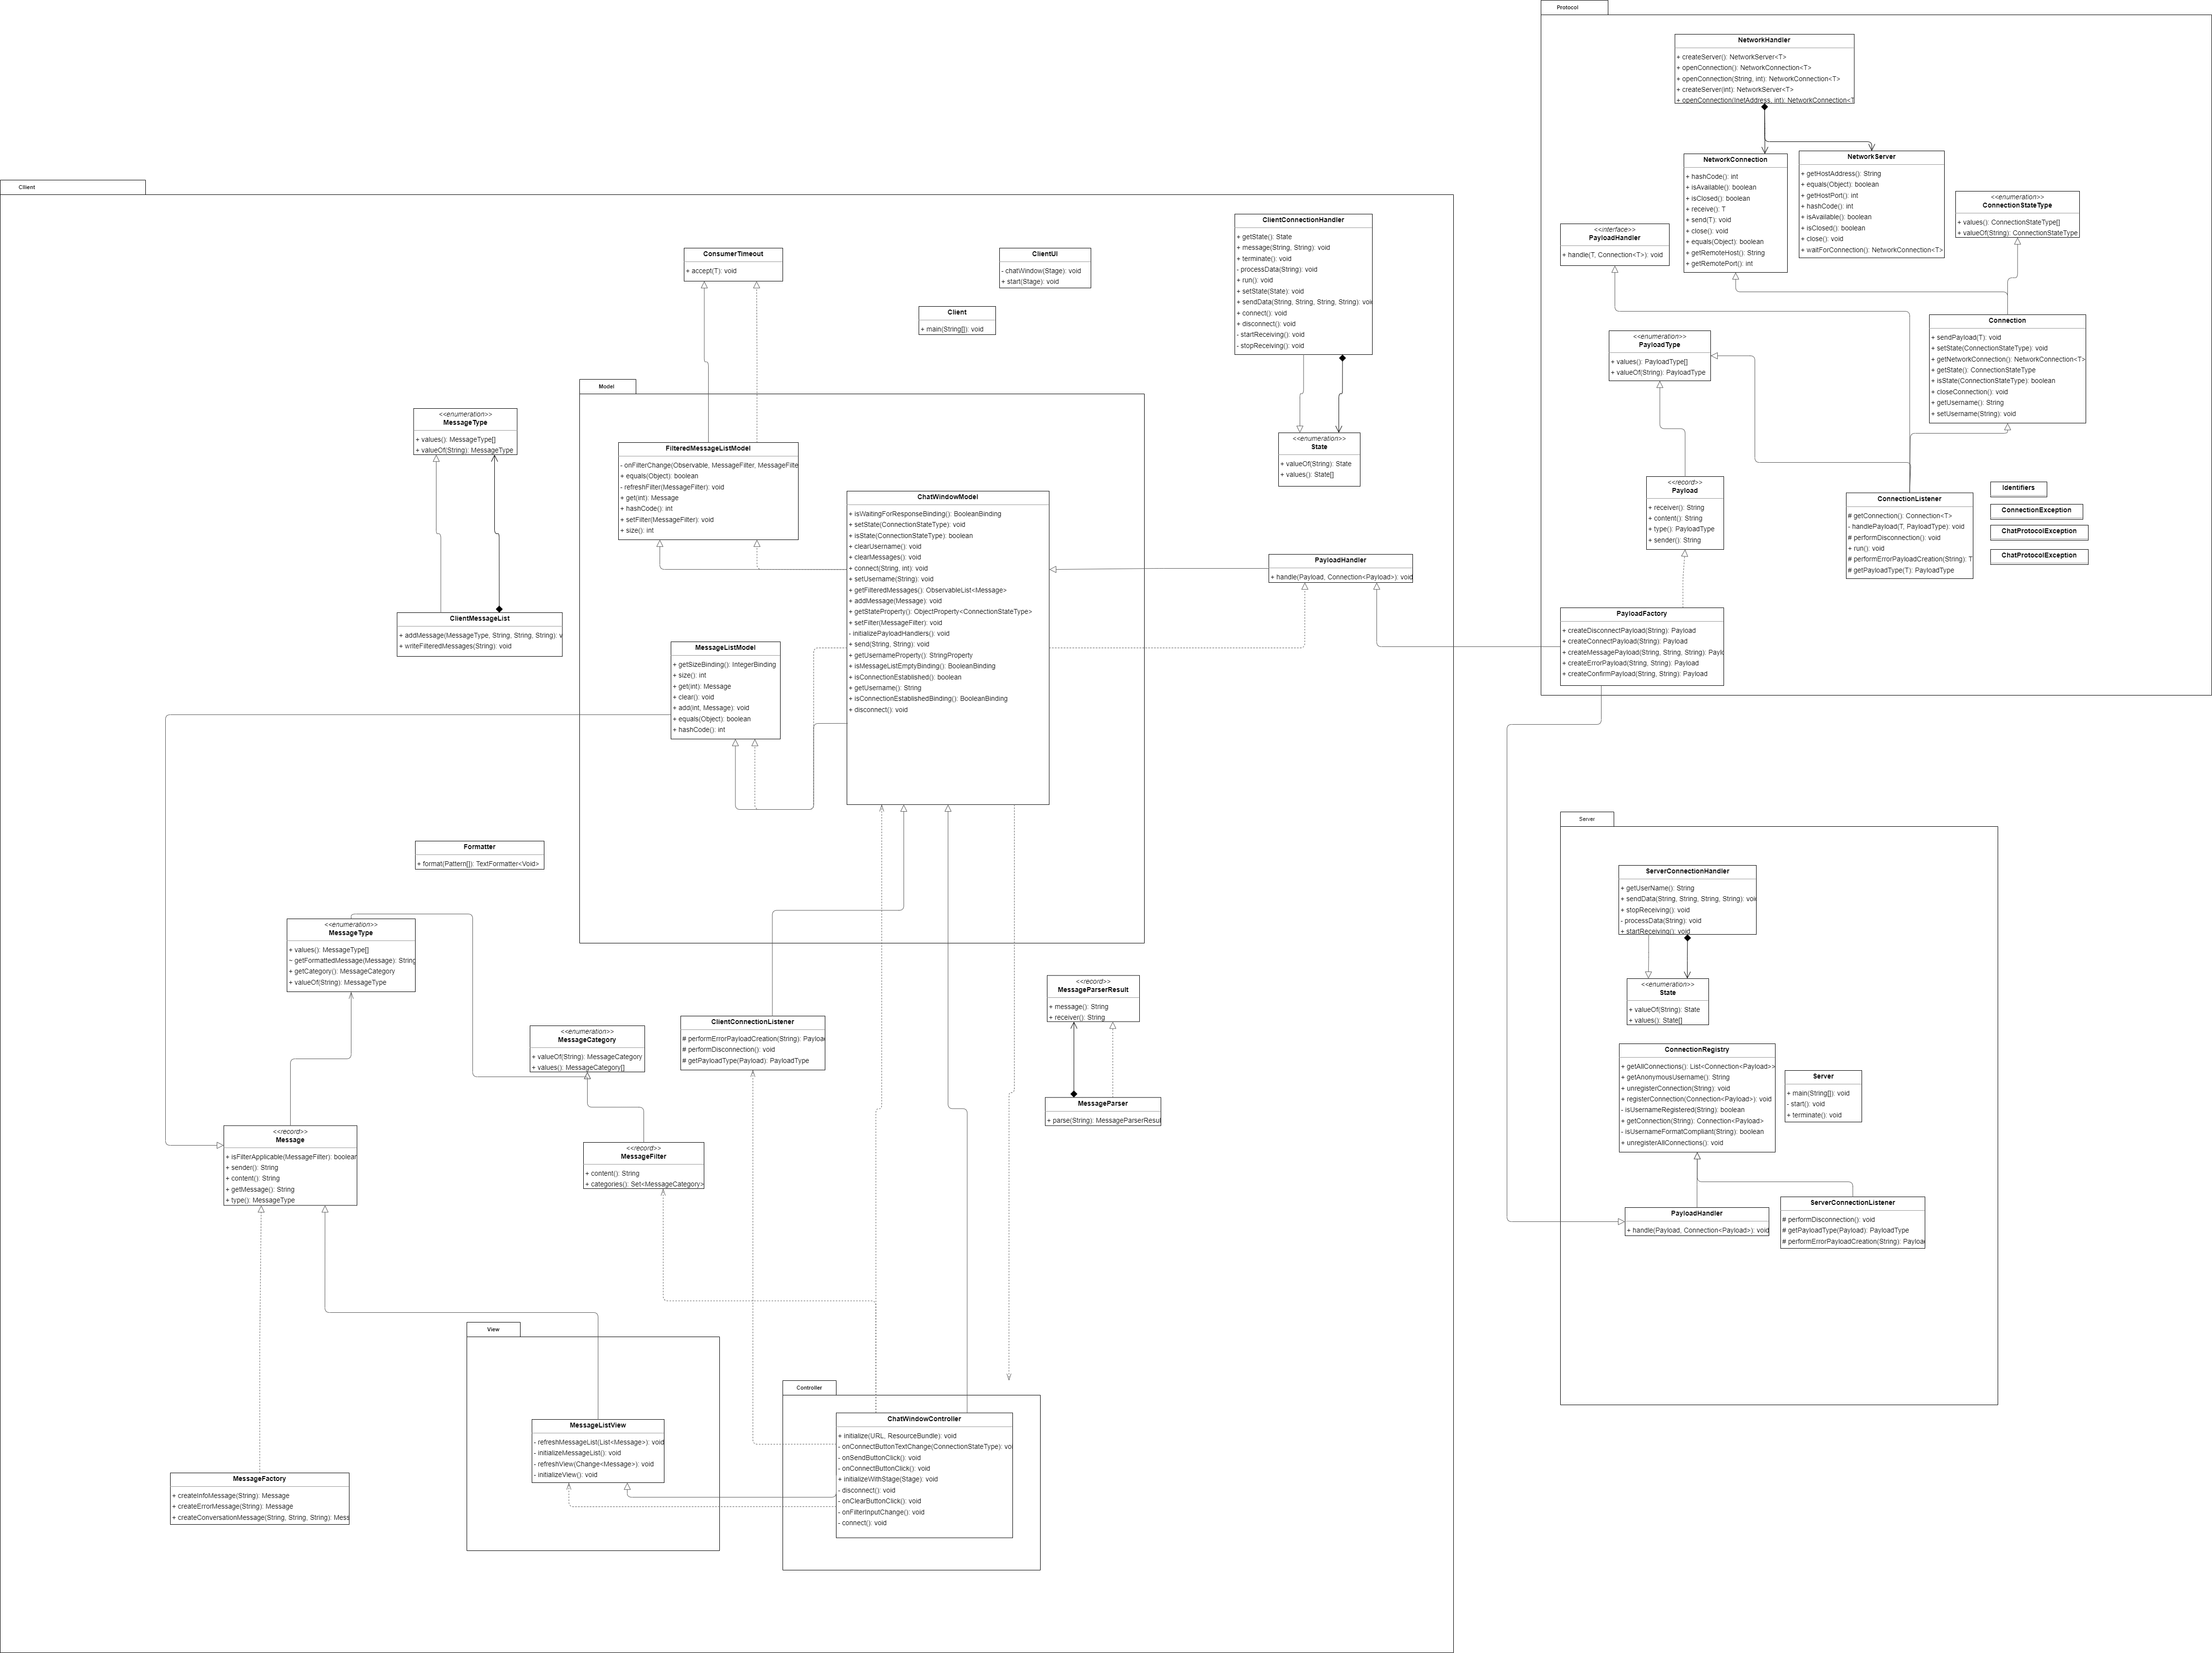 Protocol
NetworkHandler
+ createServer(): NetworkServer<T>
+ openConnection(): NetworkConnection<T>
+ openConnection(String, int): NetworkConnection<T>
+ createServer(int): NetworkServer<T>
+ openConnection(InetAddress, int): NetworkConnection<T
NetworkConnection
+ hashCode(): int
+ isAvailable(): boolean
+ isClosed(): boolean
+ receive(): T
+ send(T): void
+ close(): void
+ equals(Object): boolean
+ getRemoteHost(): String
+ getRemotePort(): int
NetworkServer
+ getHostAddress(): String
+ equals(Object): boolean
+ getHostPort(): int
+ hashCode(): int
+ isAvailable(): boolean
+ isClosed(): boolean
+ close(): void
+ waitForConnection(): NetworkConnection<T>
<<enumeration>>
ConnectionStateType
+ values(): ConnectionStateType[]
+ valueOf(String): ConnectionStateType
<<interface>>
PayloadHandler
+ handle(T, Connection<T>): void
<<enumeration>>
PayloadType
+ values(): PayloadType[]
+ valueOf(String): PayloadType
Connection
+ sendPayload(T): void
+ setState(ConnectionStateType): void
+ getNetworkConnection(): NetworkConnection<T>
+ getState(): ConnectionStateType
+ isState(ConnectionStateType): boolean
+ closeConnection(): void
+ getUsername(): String
+ setUsername(String): void
<<record>>
Payload
+ receiver(): String
+ content(): String
+ type(): PayloadType
+ sender(): String
ConnectionListener
# getConnection(): Connection<T>
- handlePayload(T, PayloadType): void
# performDisconnection(): void
+ run(): void
# performErrorPayloadCreation(String): T
# getPayloadType(T): PayloadType
Identifiers
ConnectionException
ChatProtocolException
ChatProtocolException
PayloadFactory
+ createDisconnectPayload(String): Payload
+ createConnectPayload(String): Payload
+ createMessagePayload(String, String, String): Paylo
+ createErrorPayload(String, String): Payload
+ createConfirmPayload(String, String): Payload
Client
ConsumerTimeout
+ accept(T): void
ClientUI
- chatWindow(Stage): void
+ start(Stage): void
Client
+ main(String[]): void
ClientConnectionHandler
+ getState(): State
+ message(String, String): void
+ terminate(): void
- processData(String): void
+ run(): void
+ setState(State): void
+ sendData(String, String, String, String): void
+ connect(): void
+ disconnect(): void
- startReceiving(): void
- stopReceiving(): void
<<enumeration>>
State
+ valueOf(String): State
+ values(): State[]
<<enumeration>>
MessageType
+ values(): MessageType[]
+ valueOf(String): MessageType
ClientMessageList
+ addMessage(MessageType, String, String, String): v
+ writeFilteredMessages(String): void
Model
FilteredMessageListModel
- onFilterChange(Observable, MessageFilter, MessageFilte
+ equals(Object): boolean
- refreshFilter(MessageFilter): void
+ get(int): Message
+ hashCode(): int
+ setFilter(MessageFilter): void
+ size(): int
ChatWindowModel
+ isWaitingForResponseBinding(): BooleanBinding
+ setState(ConnectionStateType): void
+ isState(ConnectionStateType): boolean
+ clearUsername(): void
+ clearMessages(): void
+ connect(String, int): void
+ setUsername(String): void
+ getFilteredMessages(): ObservableList<Message>
+ addMessage(Message): void
+ getStateProperty(): ObjectProperty<ConnectionStateType>
+ setFilter(MessageFilter): void
- initializePayloadHandlers(): void
+ send(String, String): void
+ getUsernameProperty(): StringProperty
+ isMessageListEmptyBinding(): BooleanBinding
+ isConnectionEstablished(): boolean
+ getUsername(): String
+ isConnectionEstablishedBinding(): BooleanBinding
+ disconnect(): void
MessageListModel
+ getSizeBinding(): IntegerBinding
+ size(): int
+ get(int): Message
+ clear(): void
+ add(int, Message): void
+ equals(Object): boolean
+ hashCode(): int
PayloadHandler
+ handle(Payload, Connection<Payload>): void
Formatter
+ format(Pattern[]): TextFormatter<Void>
<<enumeration>>
MessageType
+ values(): MessageType[]
~ getFormattedMessage(Message): String
+ getCategory(): MessageCategory
+ valueOf(String): MessageType
<<enumeration>>
MessageCategory
+ valueOf(String): MessageCategory
+ values(): MessageCategory[]
ClientConnectionListener
# performErrorPayloadCreation(String): Payloa
# performDisconnection(): void
# getPayloadType(Payload): PayloadType
<<record>>
MessageParserResult
+ message(): String
+ receiver(): String
MessageParser
+ parse(String): MessageParserResul
<<record>>
Message
+ isFilterApplicable(MessageFilter): boolean
+ sender(): String
+ content(): String
+ getMessage(): String
+ type(): MessageType
<<record>>
MessageFilter
+ content(): String
+ categories(): Set<MessageCategory>
MessageFactory
+ createInfoMessage(String): Message
+ createErrorMessage(String): Message
+ createConversationMessage(String, String, String): Mess
View
MessageListView
- refreshMessageList(List<Message>): void
- initializeMessageList(): void
- refreshView(Change<Message>): void
- initializeView(): void
Controller
ChatWindowController
+ initialize(URL, ResourceBundle): void
- onConnectButtonTextChange(ConnectionStateType): void
- onSendButtonClick(): void
- onConnectButtonClick(): void
+ initializeWithStage(Stage): void
- disconnect(): void
- onClearButtonClick(): void
- onFilterInputChange(): void
- connect(): void
Server
ServerConnectionHandler
+ getUserName(): String
+ sendData(String, String, String, String): void
+ stopReceiving(): void
- processData(String): void
+ startReceiving(): void
<<enumeration>>
State
+ valueOf(String): State
+ values(): State[]
ConnectionRegistry
+ getAllConnections(): List<Connection<Payload>>
+ getAnonymousUsername(): String
+ unregisterConnection(String): void
+ registerConnection(Connection<Payload>): void
- isUsernameRegistered(String): boolean
+ getConnection(String): Connection<Payload>
- isUsernameFormatCompliant(String): boolean
+ unregisterAllConnections(): void
Server
+ main(String[]): void
- start(): void
+ terminate(): void
PayloadHandler
+ handle(Payload, Connection<Payload>): void
ServerConnectionListener
# performDisconnection(): void
# getPayloadType(Payload): PayloadType
# performErrorPayloadCreation(String): Payloa